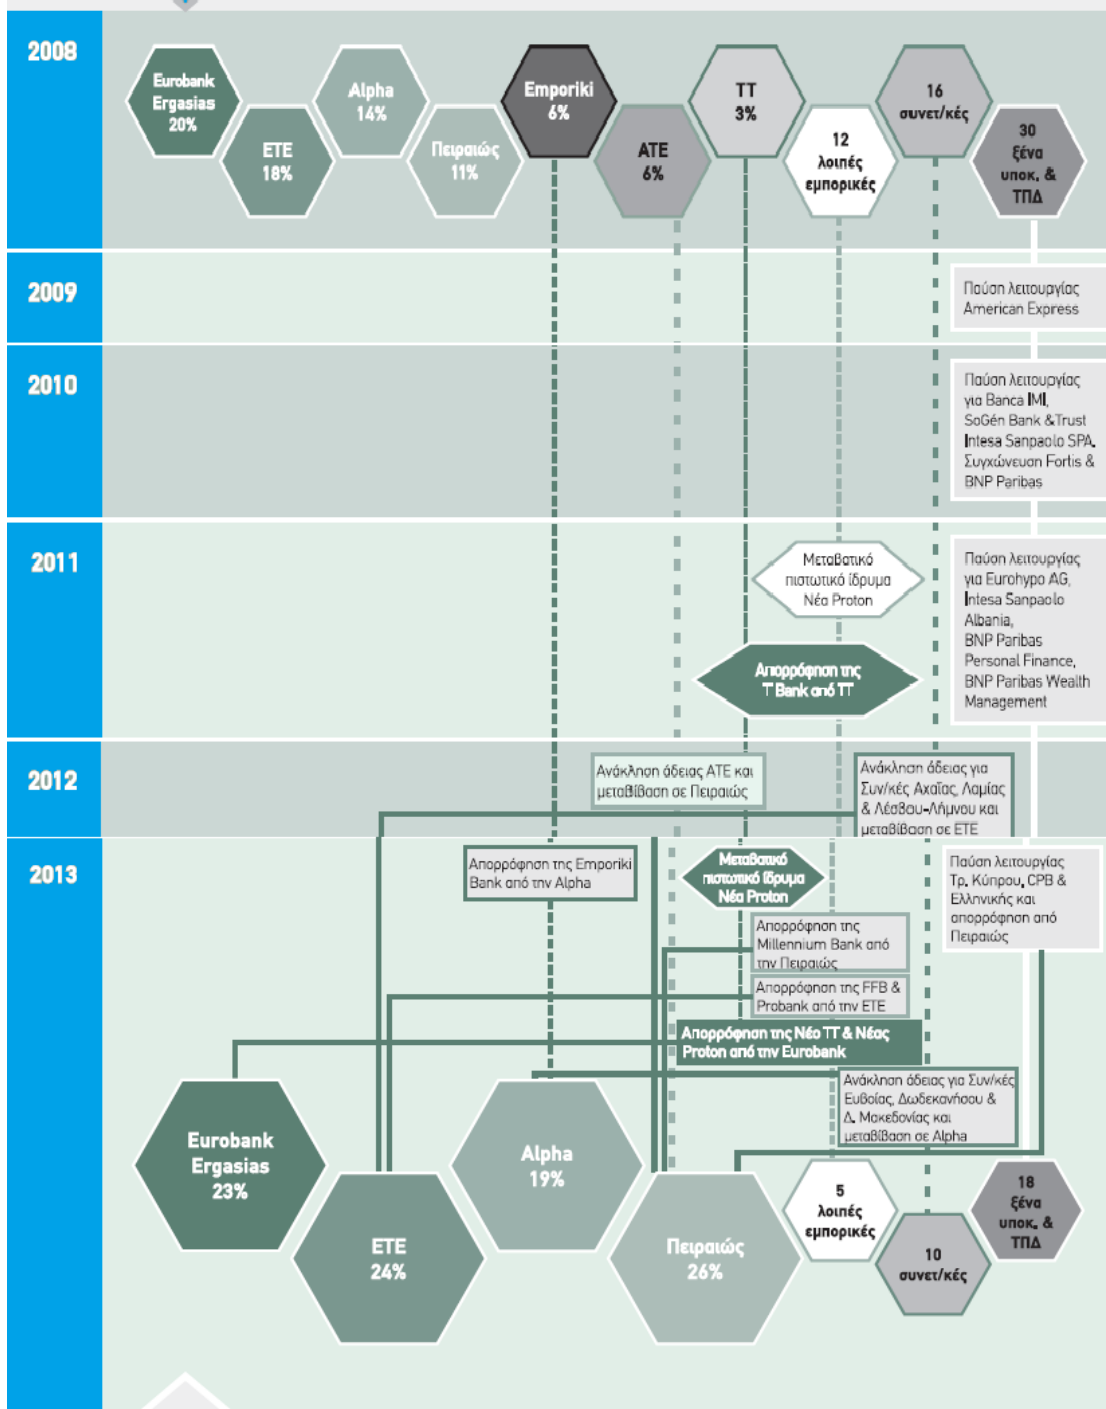 2008
Eurobank
Ergasias
20%
ΕΤΕ
18%
Alpha
14%
Πειραιώς
11%
Emporiki
6%
ΑΤΕ
6%
ΤΤ
3%
12
λοιπές
εμπορικές
16
συνετ/κές
30
ξένα
υποκ. &
ΤΠΔ
2009
Παύση λειτουργίας
American Express
2010
Παύση λειτουργίας
για Banca IMI,
SoGén Bank &Trust
Intesa Sanpaolo SPA,
Συγχώνευση Fortis &
BNP Paribas
2011
Μεταβατικό
πιστωτικό ίδρυμα
Νέα Proton
Απορρόφηση της
T Bank από ΤΤ
Παύση λειτουργίας
για Eurohypo AG,
Intesa Sanpaolo
Albania,
BNP Paribas
Personal Finance,
BNP Paribas Wealth
Management
2012
Ανάκληση άδειας ΑΤΕ και
μεταβίβαση σε Πειραιώς
Ανάκληση άδειας για
Συν/κές Αχαΐας, Λαμίας
& Λέσβου-Λήμνου και
μεταβίβαση σε ΕΤΕ
2013
Απορρόφηση της Emporiki
Bank από την Alpha
Μεταβατικό
πιστωτικό ίδρυμα
Νέα Proton
Παύση λειτουργίας
Τρ. Κύπρου, CPB &
Ελληνικής και
απορρόφηση από
Πειραιώς
Απορρόφηση της
Millennium Bank από
την Πειραιώς
Απορρόφηση της FFB &
Probank από την ΕΤΕ
Απορρόφηση της Νέο ΤΤ & Νέας
Proton από την Eurobank
Ανάκληση άδειας για Συν/κές
Ευβοίας, Δωδεκανήσου &
Δ. Μακεδονίας και
μεταβίβαση σε Alpha
Eurobank
Ergasias
23%
ΕΤΕ
24%
Alpha
19%
Πειραιώς
26%
5
λοιπές
εμπορικές
10
συνετ/κές
18
ξένα
υποκ. &
ΤΠΔ